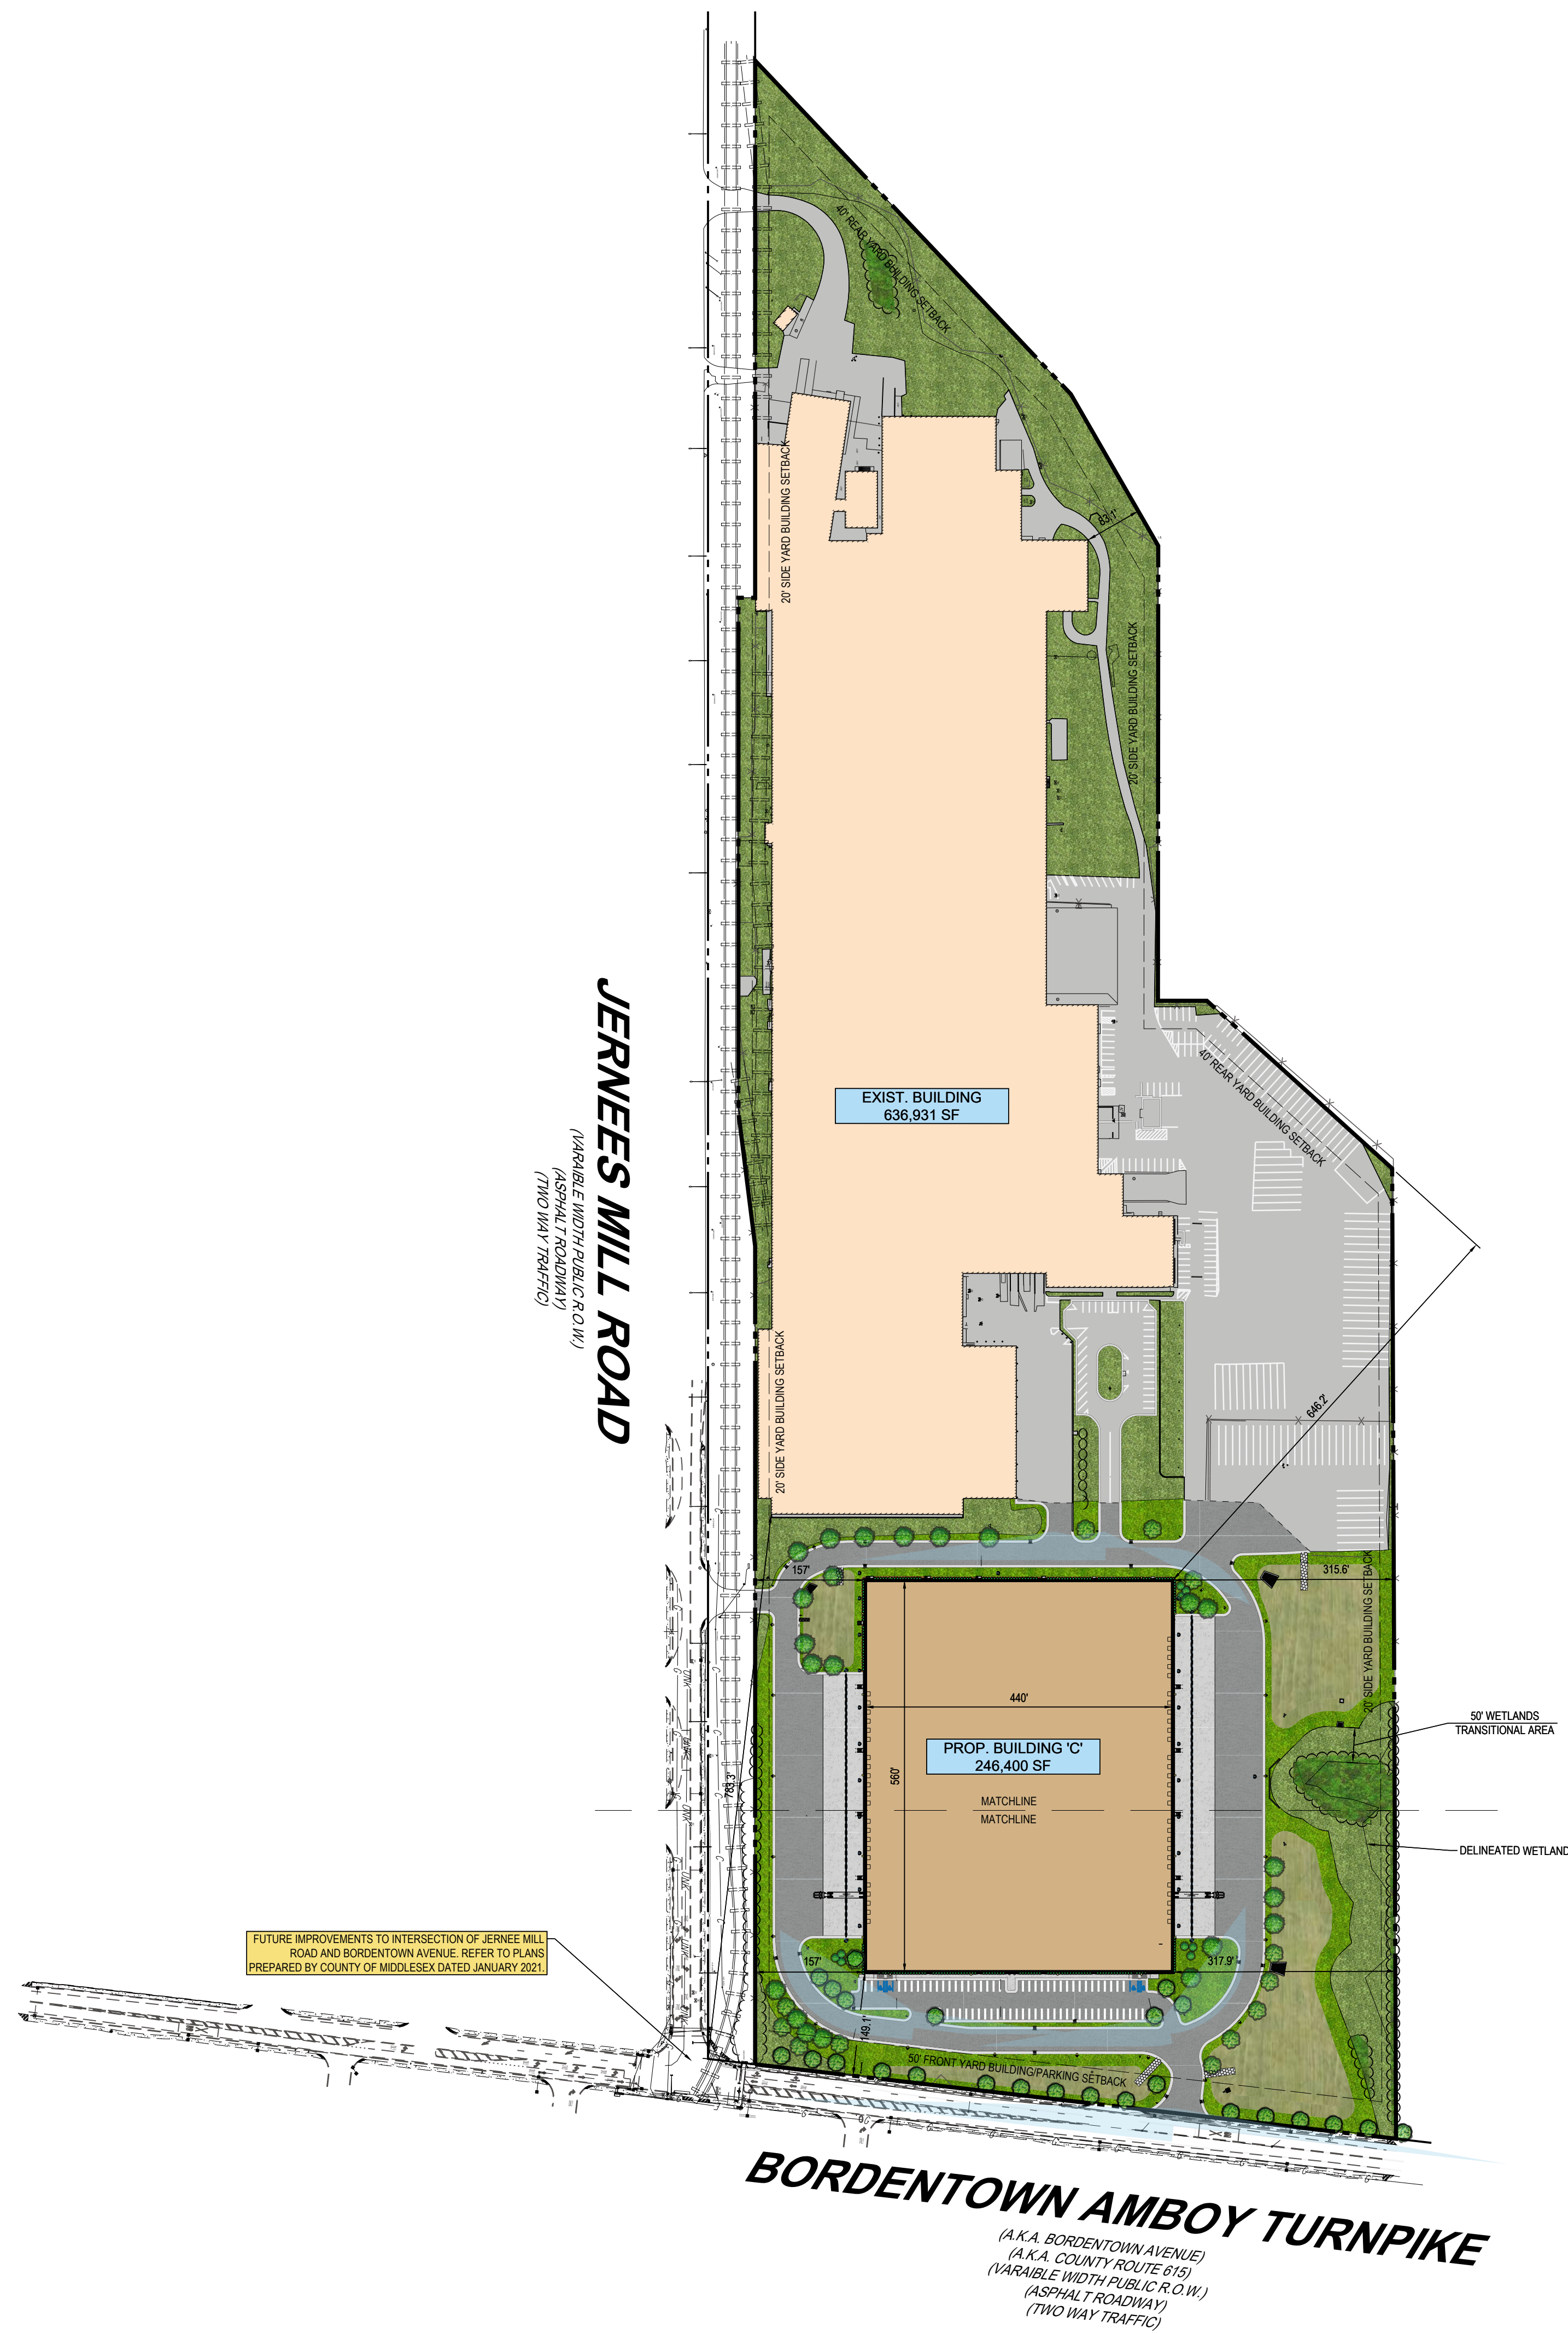 40' REAR YARD BUILDING SETBACK
20' SIDE YARD BUILDING SETBACK
83.1'
20' SIDE YARD BUILDING SETBACK
40' REAR YARD BUILDING SETBACK
EXIST. BUILDING
636,931 SF
JERNEES MILL ROAD
(VARAIBLE WIDTH PUBLIC R.O.W.)
(ASPHALT ROADWAY)
(TWO WAY TRAFFIC)
20' SIDE YARD BUILDING SETBACK
646.2'
157'
315.6'
20' SIDE YARD BUILDING SETBACK
440'
50' WETLANDS
TRANSITIONAL AREA
PROP. BUILDING 'C'
246,400 SF
560'
783.3'
MATCHLINE
MATCHLINE
DELINEATED WETLAND
FUTURE IMPROVEMENTS TO INTERSECTION OF JERNEE MILL
ROAD AND BORDENTOWN AVENUE. REFER TO PLANS
PREPARED BY COUNTY OF MIDDLESEX DATED JANUARY 2021.
157'
317.9'
149.1'
50' FRONT YARD BUILDING/PARKING SETBACK
BORDENTOWN AMBOY TURNPIKE
(A.K.A. BORDENTOWN AVENUE)
(A.K.A. COUNTY ROUTE 615)
(VARAIBLE WIDTH PUBLIC R.O.W.)
(ASPHALT ROADWAY)
(TWO WAY TRAFFIC)